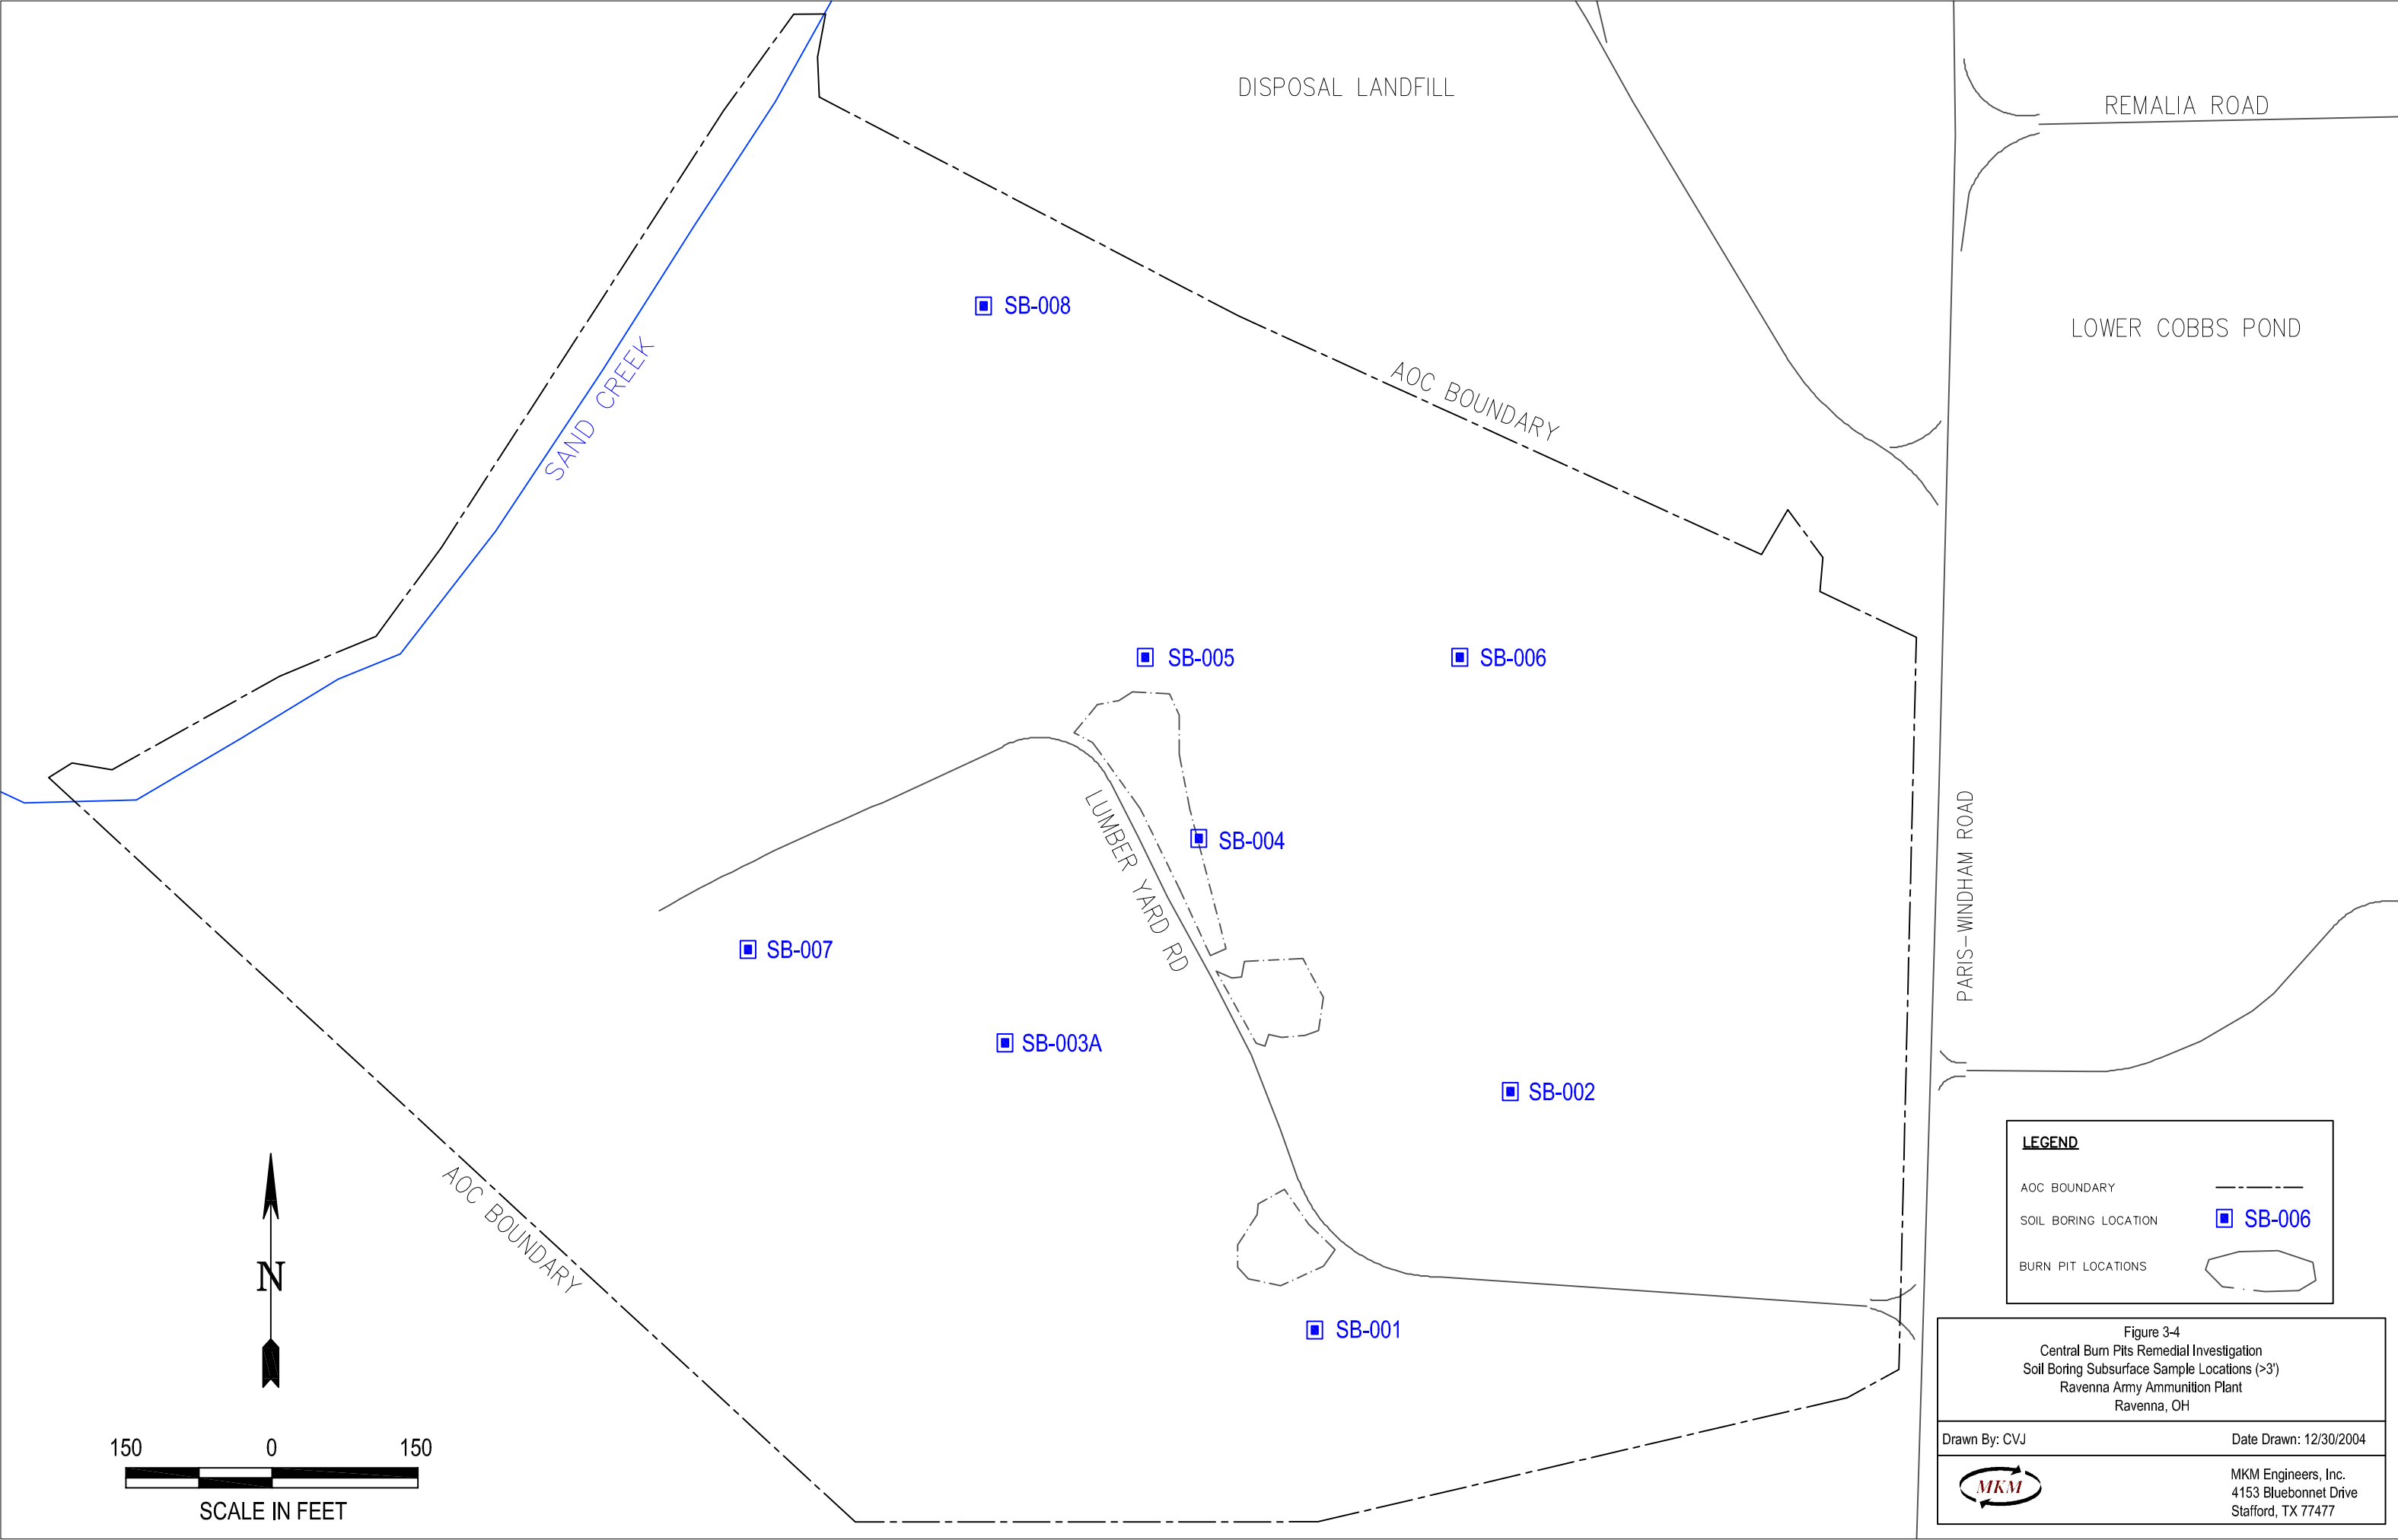 DISPOSAL LANDFILL
REMALIA ROAD
LOWER COBBS POND
SB-008
SAND CREEK
AOC BOUNDARY
SB-005
SB-006
LUMBER YARD RD
SB-004
PARIS-WINDHAM ROAD
SB-007
SB-003A
SB-002
AOC BOUNDARY
SB-001
N
150 0 150
SCALE IN FEET
LEGEND
AOC BOUNDARY
SOIL BORING LOCATION SB-006
BURN PIT LOCATIONS
Figure 3-4
Central Burn Pits Remedial Investigation
Soil Boring Subsurface Sample Locations (>3')
Ravenna Army Ammunition Plant
Ravenna, OH
Drawn By: CVJ Date Drawn: 12/30/2004
MKM
MKM Engineers, Inc.
4153 Bluebonnet Drive
Stafford, TX 77477